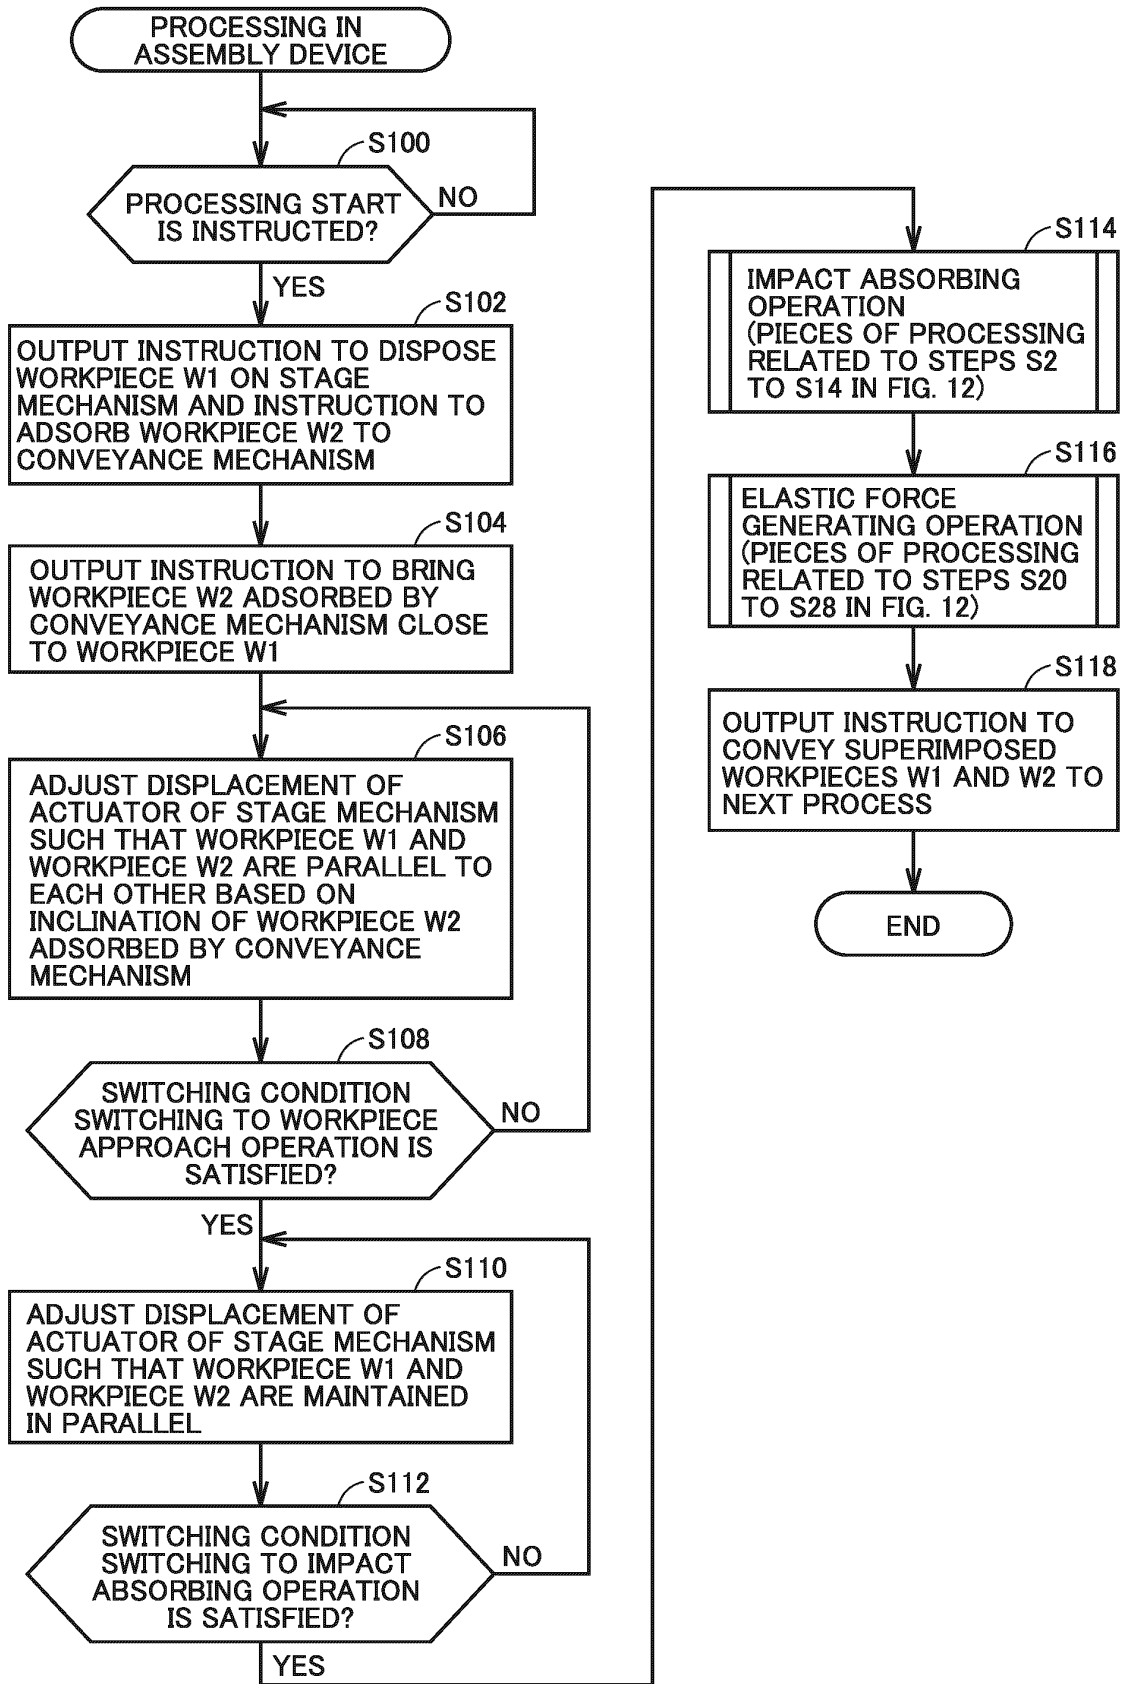 PROCESSING IN
ASSEMBLY DEVICE
S100
PROCESSING START
IS INSTRUCTED?
NO
YES
S102
OUTPUT INSTRUCTION TO DISPOSE
WORKPIECE W1 ON STAGE
MECHANISM AND INSTRUCTION TO
ADSORB WORKPIECE W2 TO
CONVEYANCE MECHANISM
S104
OUTPUT INSTRUCTION TO BRING
WORKPIECE W2 ADSORBED BY
CONVEYANCE MECHANISM CLOSE
TO WORKPIECE W1
S106
ADJUST DISPLACEMENT OF
ACTUATOR OF STAGE MECHANISM
SUCH THAT WORKPIECE W1 AND
WORKPIECE W2 ARE PARALLEL TO
EACH OTHER BASED ON
INCLINATION OF WORKPIECE W2
ADSORBED BY CONVEYANCE
MECHANISM
S108
SWITCHING CONDITION
SWITCHING TO WORKPIECE
APPROACH OPERATION IS
SATISFIED?
NO
YES
S110
ADJUST DISPLACEMENT OF
ACTUATOR OF STAGE MECHANISM
SUCH THAT WORKPIECE W1 AND
WORKPIECE W2 ARE MAINTAINED
IN PARALLEL
S112
SWITCHING CONDITION
SWITCHING TO IMPACT
ABSORBING OPERATION
IS SATISFIED?
NO
YES
S114
IMPACT ABSORBING
OPERATION
(PIECES OF PROCESSING
RELATED TO STEPS S2
TO S14 IN FIG. 12)
S116
ELASTIC FORCE
GENERATING OPERATION
(PIECES OF PROCESSING
RELATED TO STEPS S20
TO S28 IN FIG. 12)
S118
OUTPUT INSTRUCTION TO
CONVEY SUPERIMPOSED
WORKPIECES W1 AND W2 TO
NEXT PROCESS
END